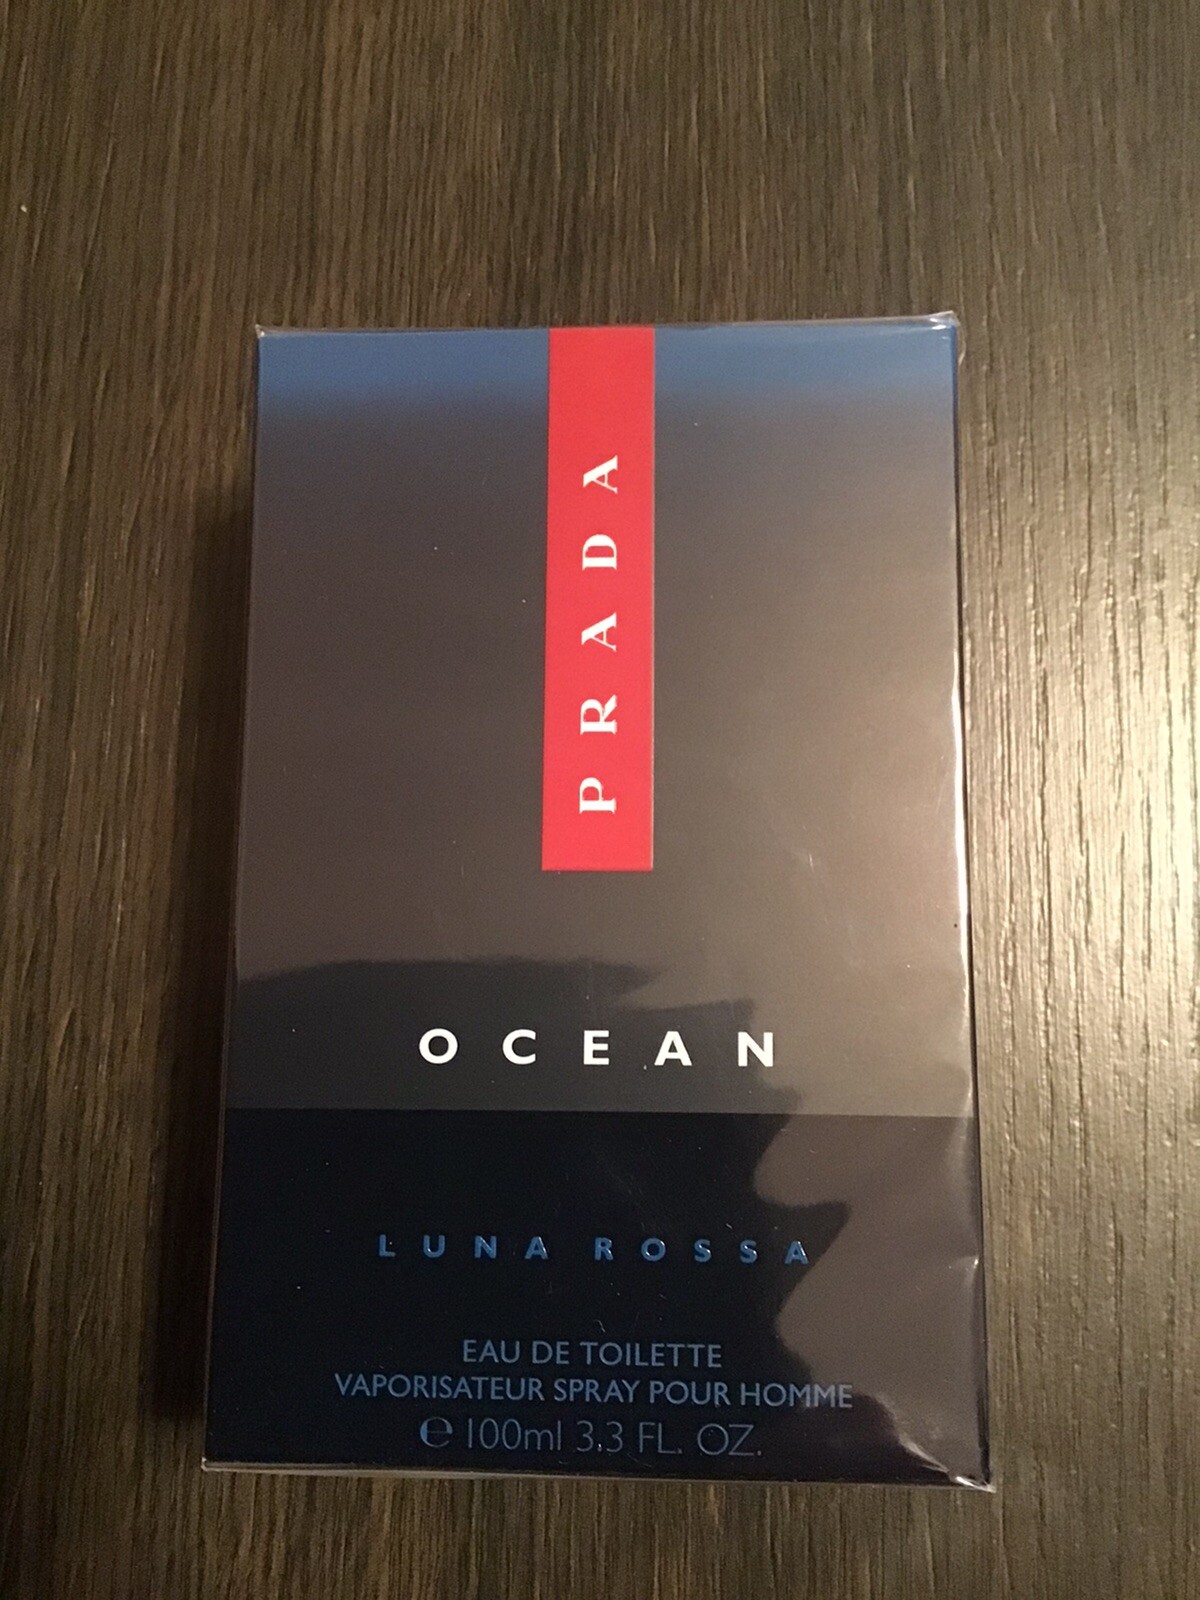 PRADA
OCEAN
LUNA ROSSA
EAU DE TOILETTE
VAPORISATEUR SPRAY POUR HOMME
℮ 100ml 3.3 FL. OZ.